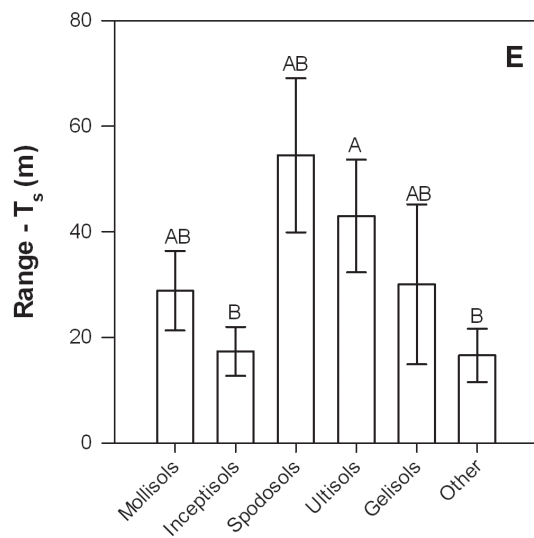 80
E
AB
60
A
AB
40
AB
B
B
20
0
Range - Ts (m)
Mollisols
Inceptisols
Spodosols
Ultisols
Gelisols
Other